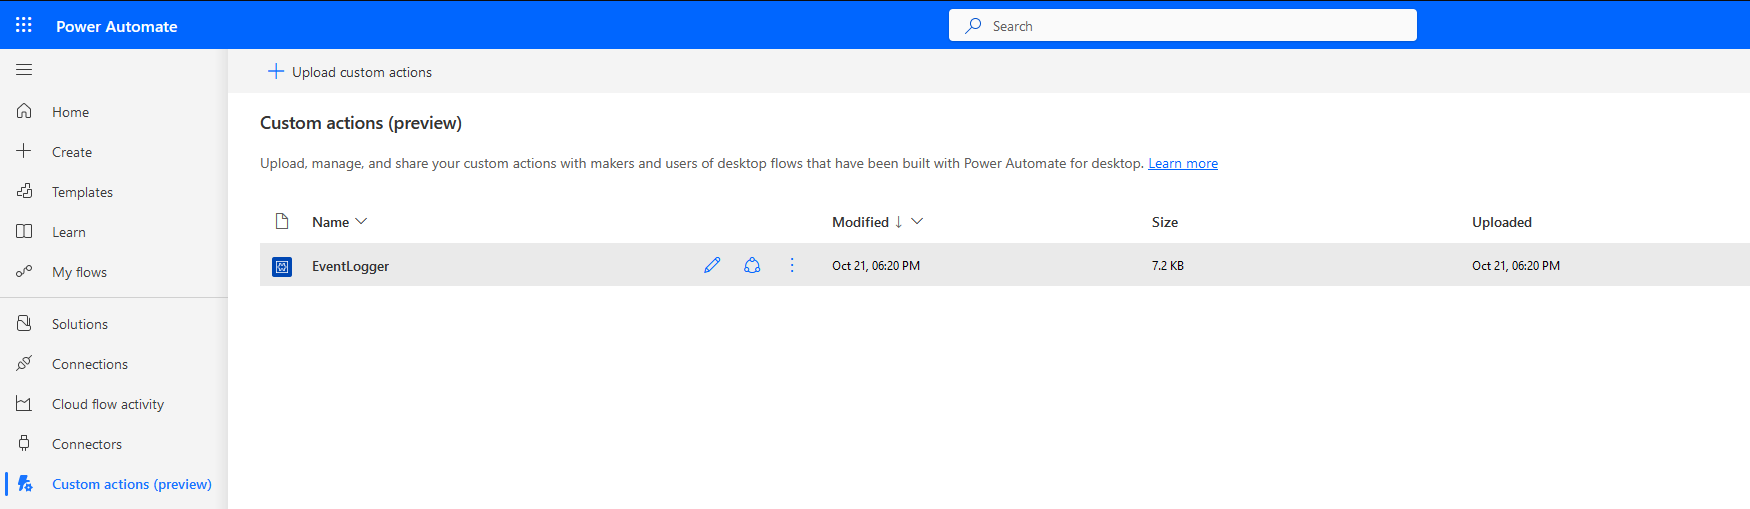 Power Automate
Search
Upload custom actions
Home
Create
Templates
Learn
My flows
Solutions
Connections
Cloud flow activity
Connectors
Custom actions (preview)
Custom actions (preview)
Upload, manage, and share your custom actions with makers and users of desktop flows that have been built with Power Automate for desktop. Learn more
Name Modified Size Uploaded
EventLogger Oct 21, 06:20 PM 7.2 KB Oct 21, 06:20 PM